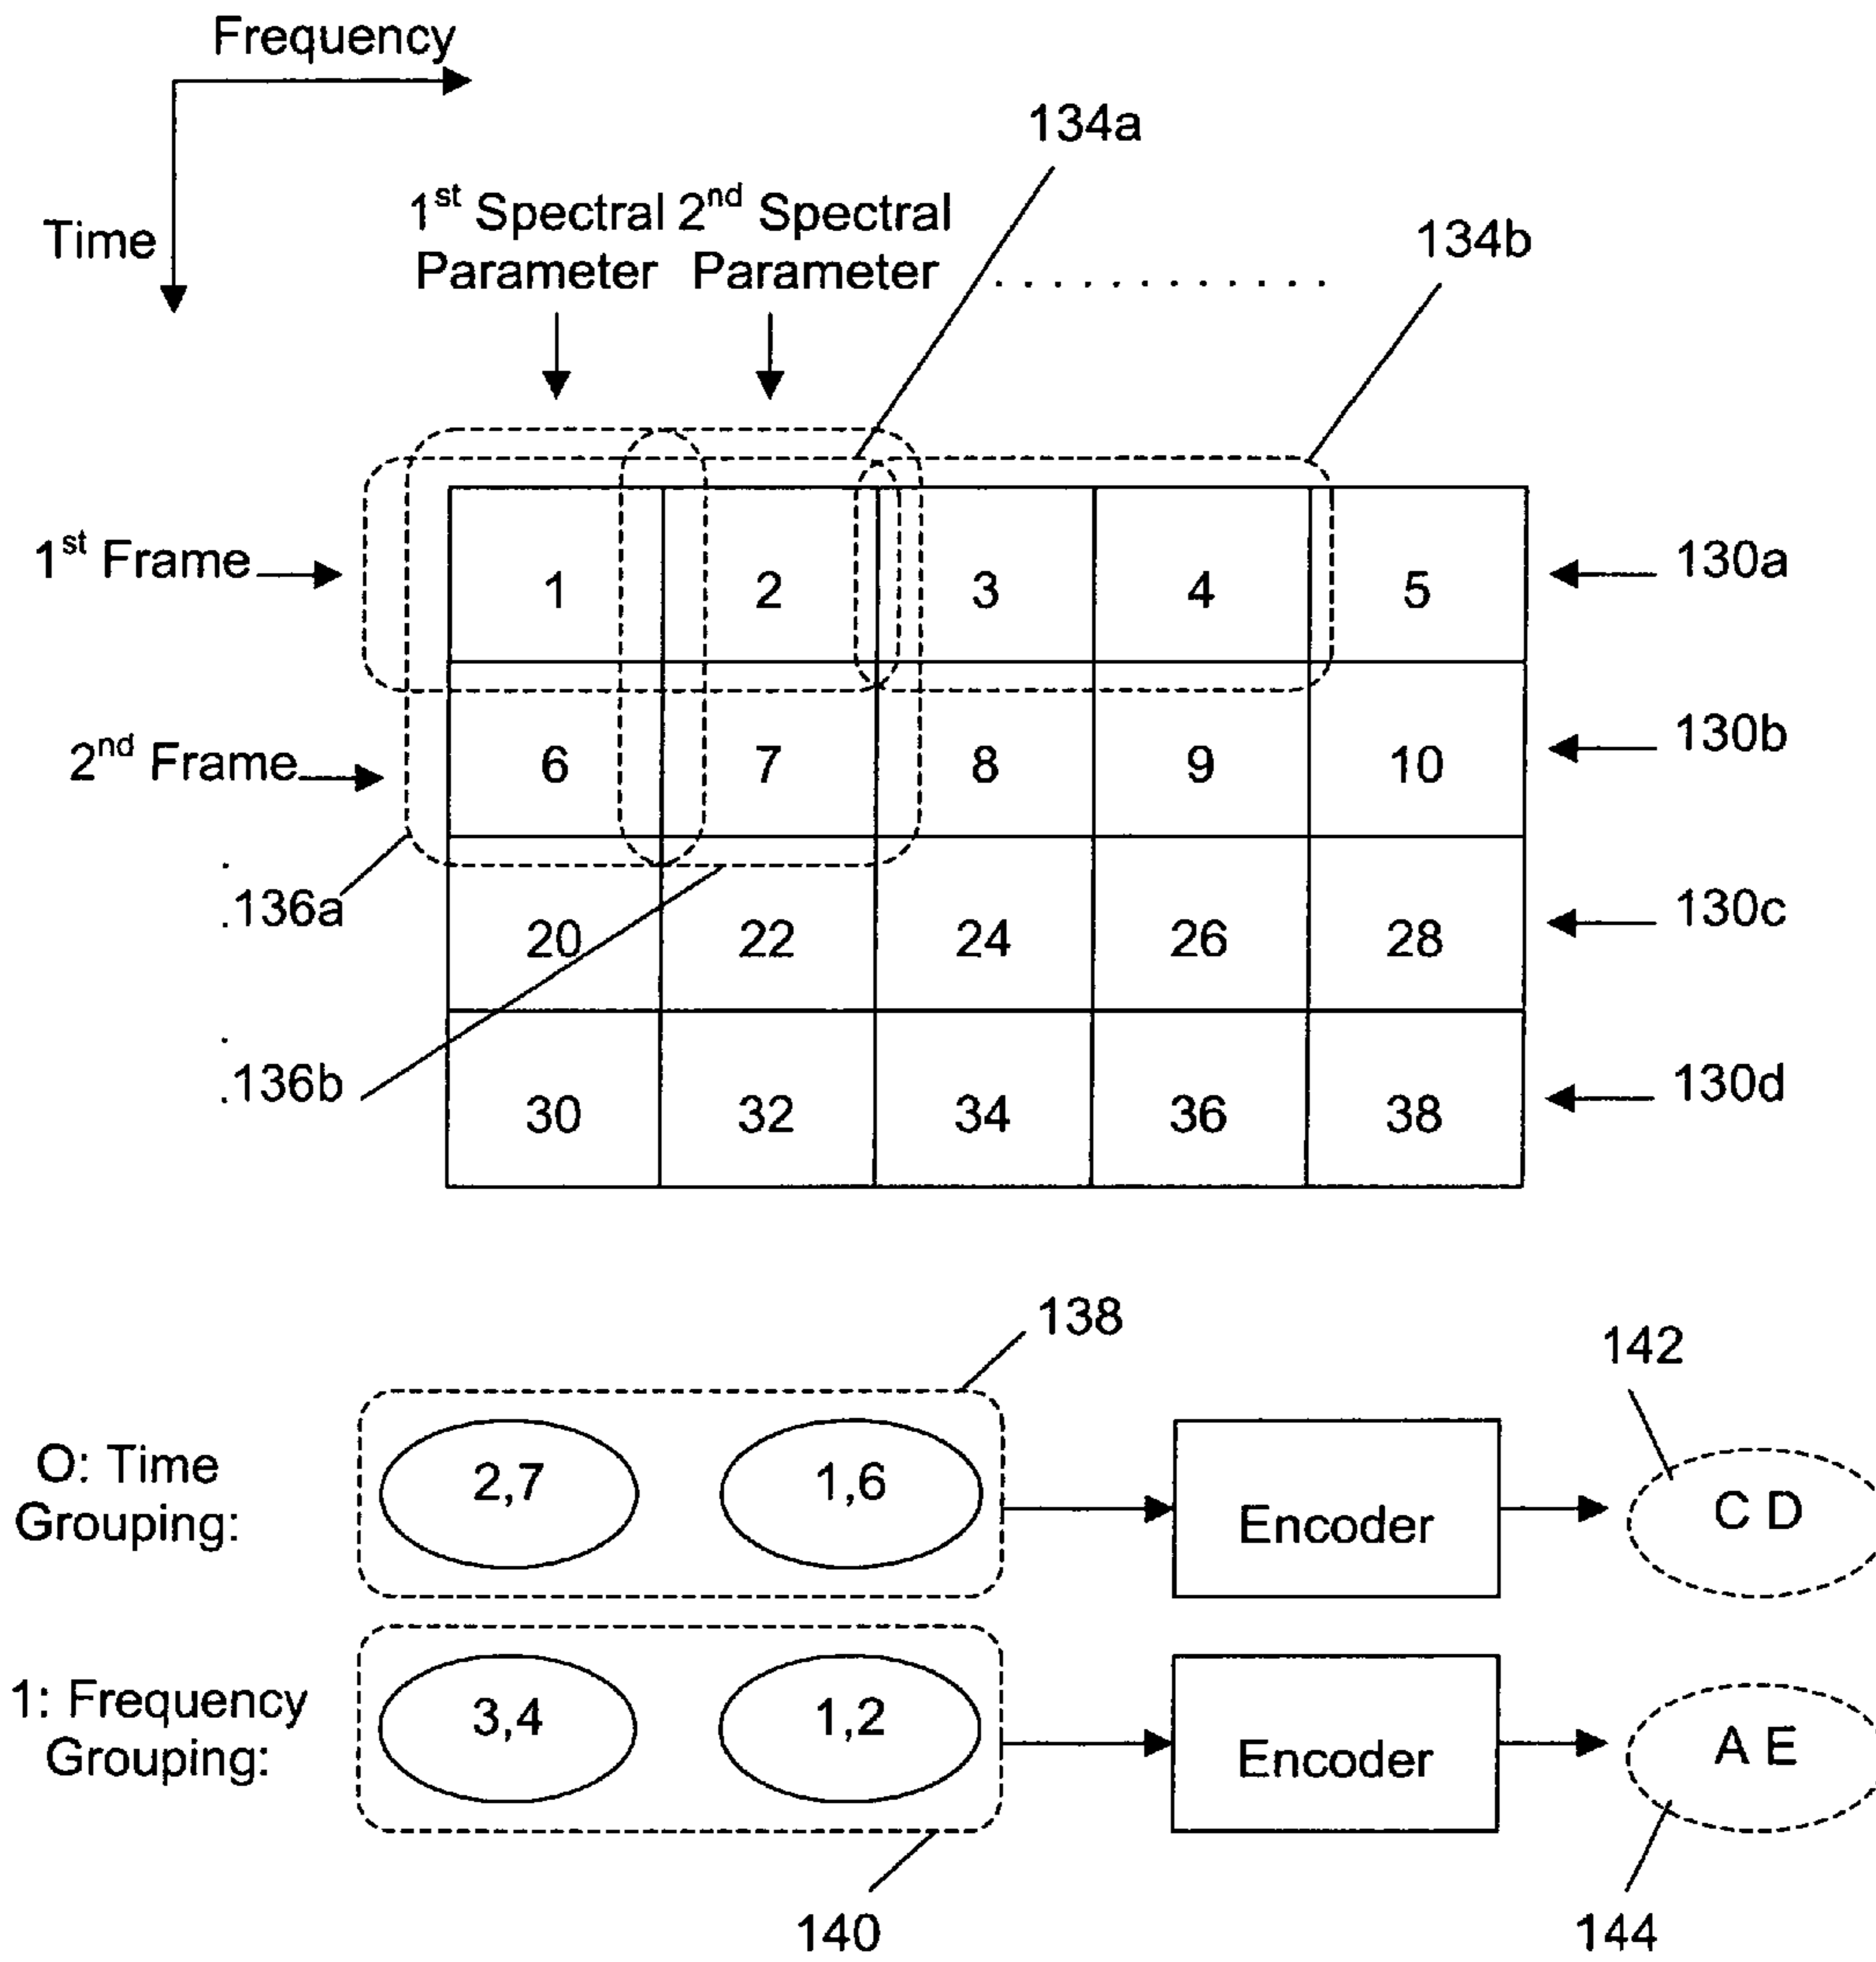 Frequency
Time
134a
134b
1st Spectral 2nd Spectral
Parameter Parameter .............
1st Frame
1 2 3 4 5
130a
2nd Frame
6 7 8 9 10
130b
136a
20 22 24 26 28
130c
136b
30 32 34 36 38
130d
138
142
O: Time
Grouping:
2,7 1,6
Encoder
C D
1: Frequency
Grouping:
3,4 1,2
Encoder
A E
140
144